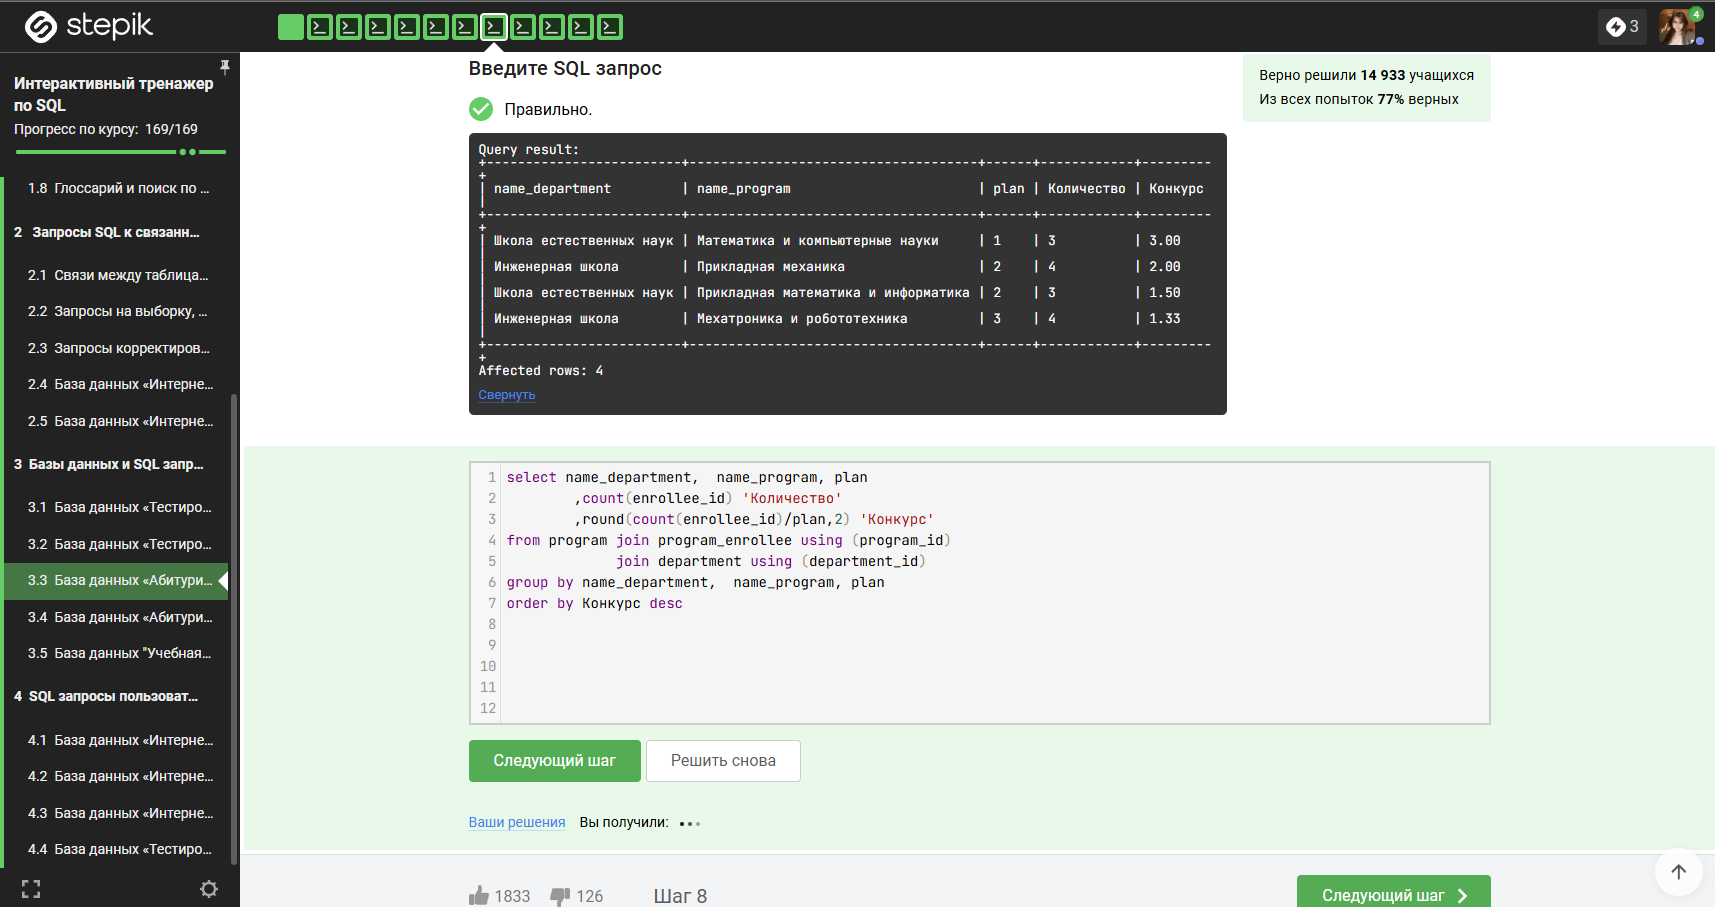 stepik
3
4
Интерактивный тренажер
по SQL
Прогресс по курсу: 169/169
1.8 Глоссарий и поиск по ...
2 Запросы SQL к связанн...
2.1 Связи между таблица...
2.2 Запросы на выборку, ...
2.3 Запросы корректиров...
2.4 База данных «Интерне...
2.5 База данных «Интерне...
3 Базы данных и SQL запр...
3.1 База данных «Тестиро...
3.2 База данных «Тестиро...
3.3 База данных «Абитури...
3.4 База данных «Абитури...
3.5 База данных "Учебная...
4 SQL запросы пользоват...
4.1 База данных «Интерне...
4.2 База данных «Интерне...
4.3 База данных «Интерне...
4.4 База данных «Тестиро...
Введите SQL запрос
Правильно.
Верно решили 14 933 учащихся
Из всех попыток 77% верных
Query result:
+------------------------+-------------------------------------+------+------------+---------
+
| name_department | name_program | plan | Количество | Конкурс
|
+------------------------+-------------------------------------+------+------------+---------
+
| Школа естественных наук | Математика и компьютерные науки | 1 | 3 | 3.00
|
| Инженерная школа | Прикладная механика | 2 | 4 | 2.00
|
| Школа естественных наук | Прикладная математика и информатика | 2 | 3 | 1.50
|
| Инженерная школа | Мехатроника и робототехника | 3 | 4 | 1.33
|
+------------------------+-------------------------------------+------+------------+---------
+
Affected rows: 4
Свернуть
1 select name_department, name_program, plan
2 ,count(enrollee_id) 'Количество'
3 ,round(count(enrollee_id)/plan,2) 'Конкурс'
4 from program join program_enrollee using (program_id)
5 join department using (department_id)
6 group by name_department, name_program, plan
7 order by Конкурс desc
8
9
10
11
12
Следующий шаг
Решить снова
Ваши решения Вы получили:
1833 126 Шаг 8
Следующий шаг